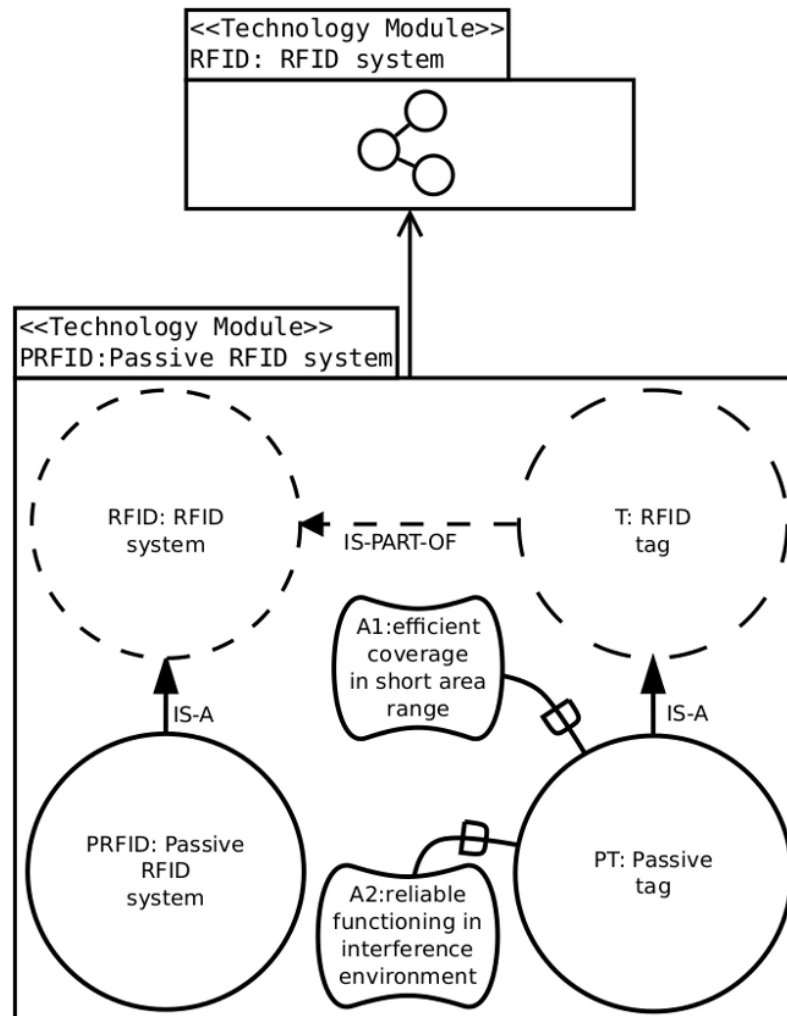 <<Technology Module>>
RFID: RFID system
<<Technology Module>>
PRFID:Passive RFID system
RFID: RFID
system
T: RFID
tag
IS-PART-OF
A1:efficient
coverage
in short area
range
IS-A
IS-A
PRFID: Passive
RFID
system
A2:reliable
functioning in
interference
environment
PT: Passive
tag